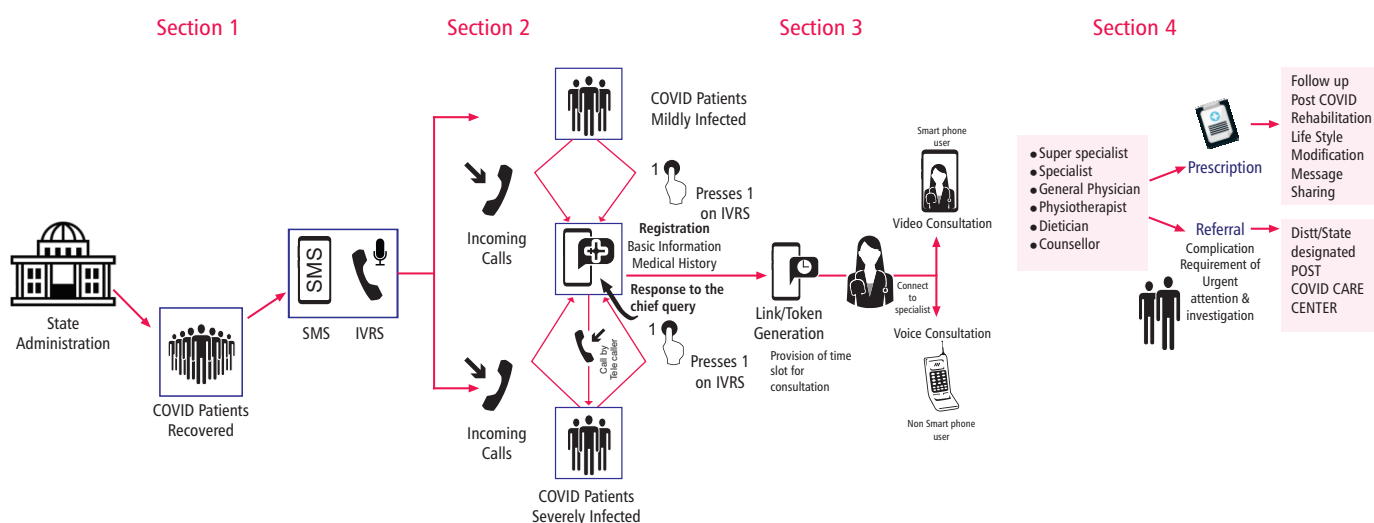 Section 1
Section 2
Section 3
Section 4
State
Administration
COVID Patients
Recovered
SMS
SMS
IVRS
COVID Patients
Mildly Infected
Incoming
Calls
1
Presses 1
on IVRS
Registration
Basic Information
Medical History
Response to the
chief query
1
Presses 1
on IVRS
Call by
Tele caller
Incoming
Calls
COVID Patients
Severely Infected
Link/Token
Generation
Provision of time
slot for
consultation
Connect
to
specialist
Smart phone
user
Video Consultation
Voice Consultation
Non Smart phone
user
● Super specialist
● Specialist
● General Physician
● Physiotherapist
● Dietician
● Counsellor
Prescription
Follow up
Post COVID
Rehabilitation
Life Style
Modification
Message
Sharing
Referral
Complication
Requirement of
Urgent
attention &
investigation
Distt/State
designated
POST
COVID CARE
CENTER